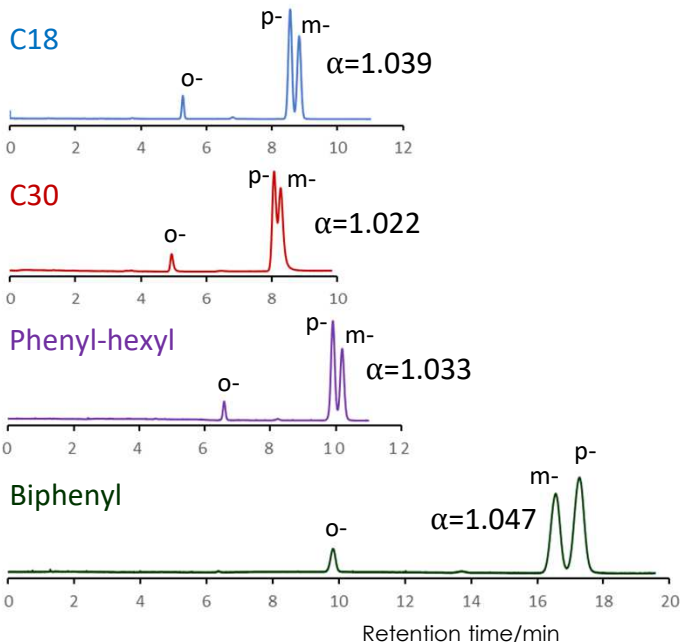 C18
o-
p-
m-
α=1.039
0 2 4 6 8 10 12
C30
o-
p-
m-
α=1.022
0 2 4 6 8 10
Phenyl-hexyl
o-
p-
m-
α=1.033
0 2 4 6 8 10 12
Biphenyl
o-
α=1.047
m-
p-
0 2 4 6 8 10 12 14 16 18 20
Retention time/min